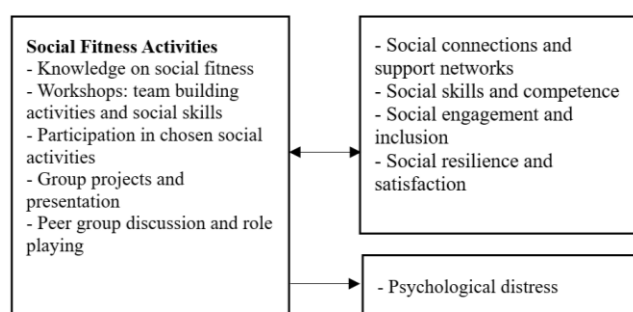 Social Fitness Activities
- Knowledge on social fitness
- Workshops: team building
activities and social skills
- Participation in chosen social
activities
- Group projects and
presentation
- Peer group discussion and role
playing
- Social connections and
support networks
- Social skills and competence
- Social engagement and
inclusion
- Social resilience and
satisfaction
- Psychological distress